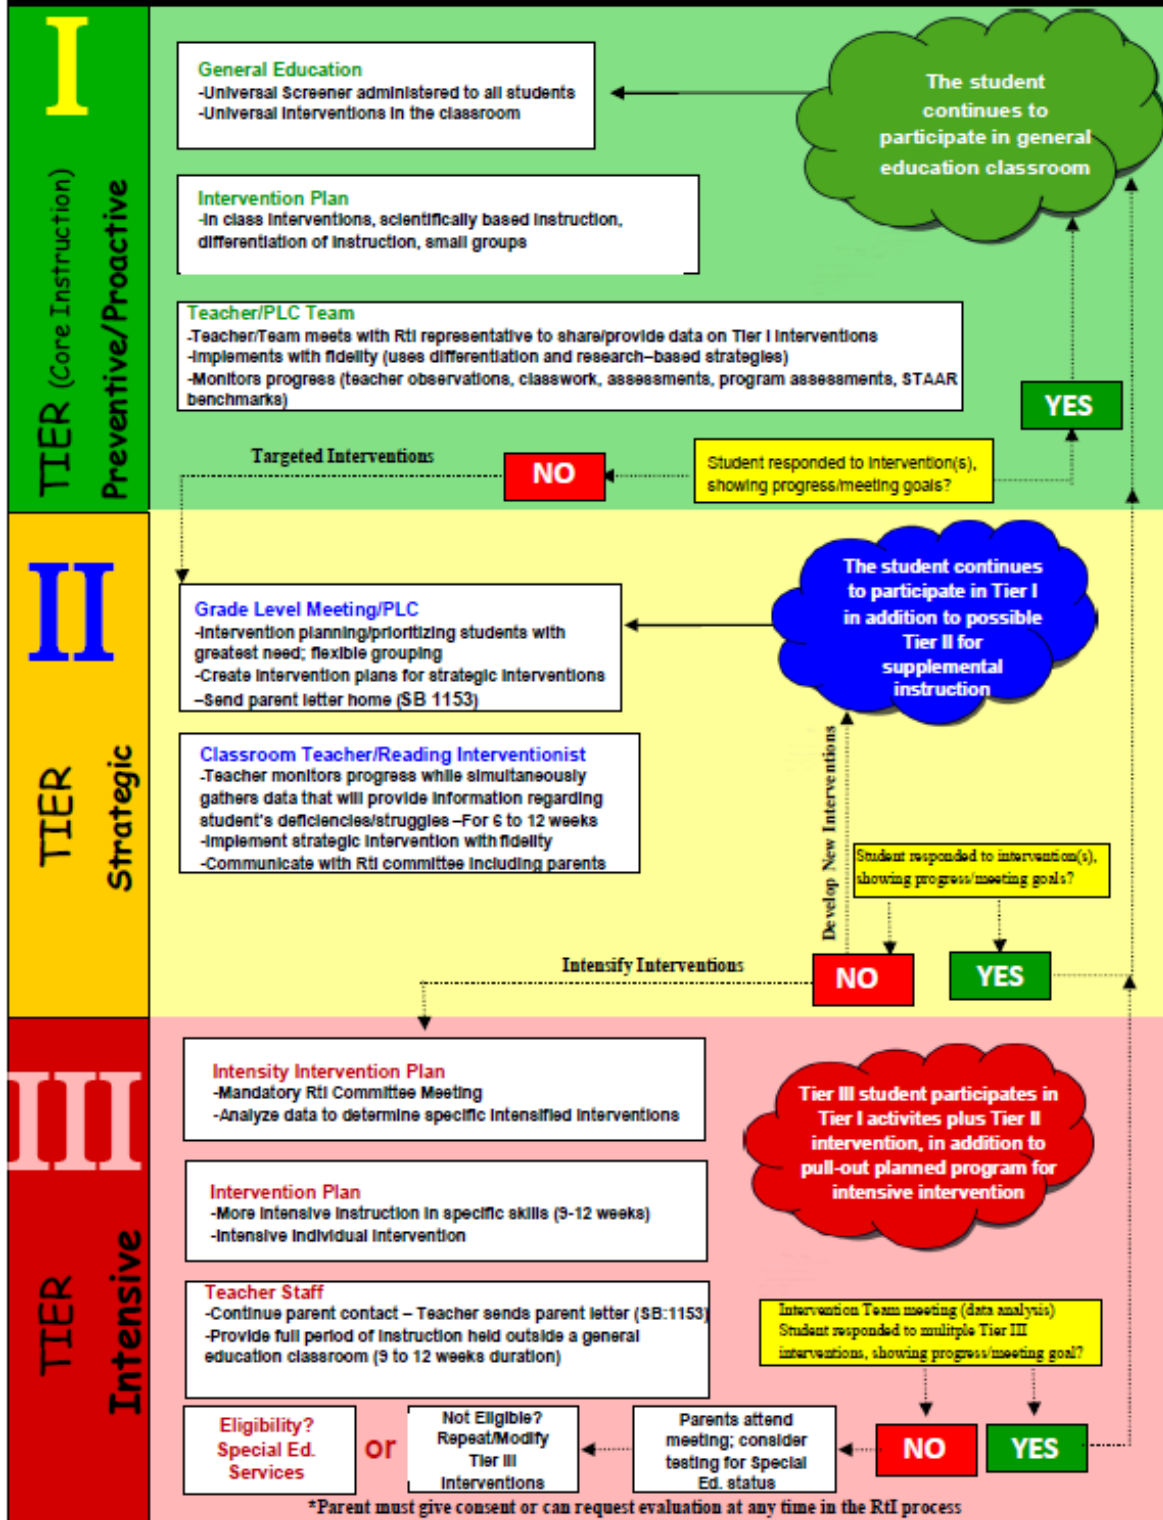 I
TIER (Core Instruction)
Preventive/Proactive
General Education
-Universal Screener administered to all students
-Universal Interventions in the classroom
The student
continues to
participate in general
education classroom
Intervention Plan
-In class interventions, scientifically based instruction,
differentiation of instruction, small groups
Teacher/PLC Team
-Teacher/Team meets with RtI representative to share/provide data on Tier I interventions
-Implements with fidelity (uses differentiation and research–based strategies)
-Monitors progress (teacher observations, classwork, assessments, program assessments, STAAR
benchmarks)
YES
Targeted Interventions
NO
Student responded to intervention(s),
showing progress/meeting goals?
II
TIER
Strategic
Grade Level Meeting/PLC
-Intervention planning/prioritizing students with
greatest need; flexible grouping
-Create intervention plans for strategic interventions
–Send parent letter home (SB 1153)
The student continues
to participate in Tier I
in addition to possible
Tier II for
supplemental
instruction
Classroom Teacher/Reading Interventionist
-Teacher monitors progress while simultaneously
gathers data that will provide information regarding
student's deficiencies/struggles –For 6 to 12 weeks
-Implement strategic intervention with fidelity
-Communicate with RtI committee including parents
Develop New Interventions
Student responded to intervention(s),
showing progress/meeting goals?
Intensify Interventions
NO
YES
III
TIER
Intensive
Intensity Intervention Plan
-Mandatory RtI Committee Meeting
-Analyze data to determine specific intensified interventions
Tier III student participates in
Tier I activites plus Tier II
intervention, in addition to
pull-out planned program for
intensive intervention
Intervention Plan
-More intensive instruction in specific skills (9-12 weeks)
-Intensive individual intervention
Teacher Staff
-Continue parent contact – Teacher sends parent letter (SB:1153)
-Provide full period of instruction held outside a general
education classroom (9 to 12 weeks duration)
Intervention Team meeting (data analysis)
Student responded to mulitple Tier III
interventions, showing progress/meeting goal?
Eligibility?
Special Ed.
Services
or
Not Eligible?
Repeat/Modify
Tier III
Interventions
Parents attend
meeting; consider
testing for Special
Ed. status
NO
YES
*Parent must give consent or can request evaluation at any time in the RtI process